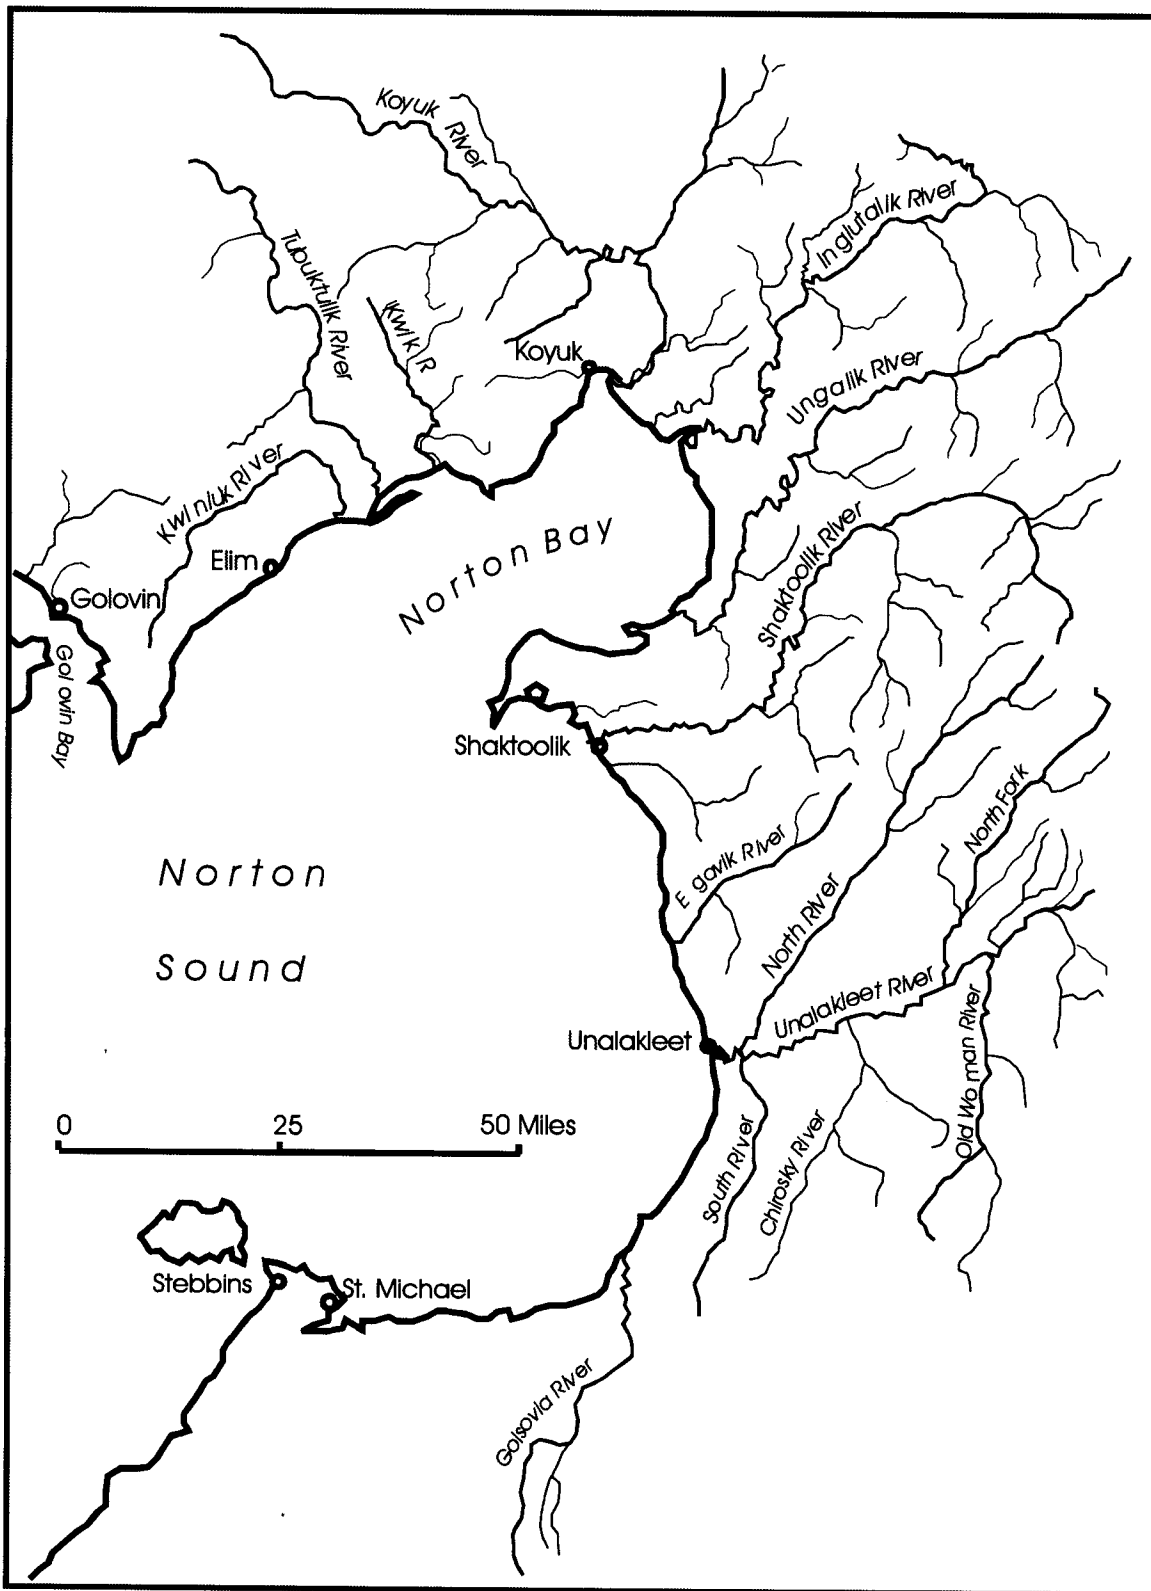 Koyuk River
Inglutalik River
Tubuktulik River
Kwik R
Koyuk
Ungalik River
Kwiniuk River
Shaktoolik River
Norton Bay
Elim
Golovin
Golovin Bay
Shaktoolik
North Fork
Egavik River
Norton
Sound
North River
Unalakleet River
Unalakleet
Old Woman River
0 25 50 Miles
South River
Chirosky River
Stebbins
St. Michael
Golsovia River